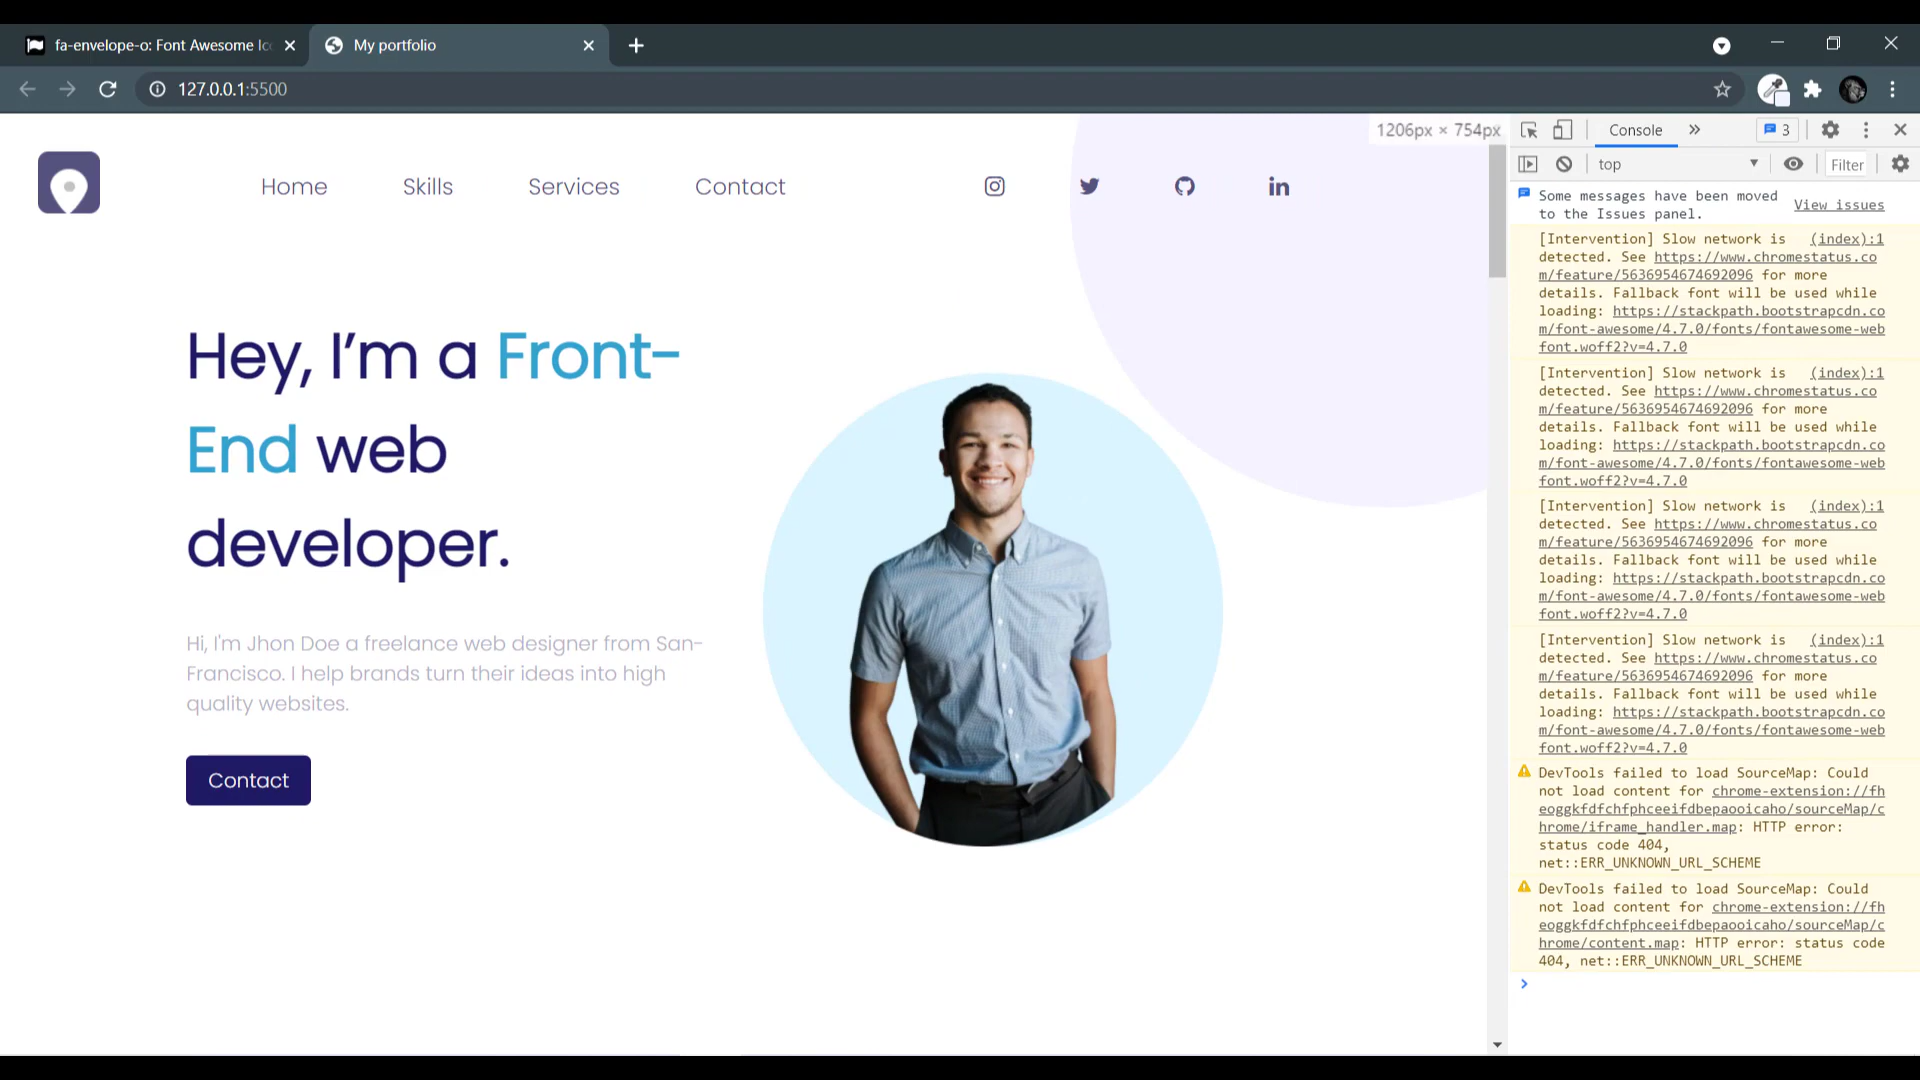 fa-envelope-o: Font Awesome Ic
My portfolio
127.0.0.1:5500
1206px × 754px
Home
Skills
Services
Contact
Hey, I’m a Front-
End web
developer.
Hi, I'm Jhon Doe a freelance web designer from San-
Francisco. I help brands turn their ideas into high
quality websites.
Contact
Console
3
top
Filter
Some messages have been moved
to the Issues panel.
View issues
[Intervention] Slow network is (index):1
detected. See https://www.chromestatus.co
m/feature/5636954674692096 for more
details. Fallback font will be used while
loading: https://stackpath.bootstrapcdn.co
m/font-awesome/4.7.0/fonts/fontawesome-web
font.woff2?v=4.7.0
[Intervention] Slow network is (index):1
detected. See https://www.chromestatus.co
m/feature/5636954674692096 for more
details. Fallback font will be used while
loading: https://stackpath.bootstrapcdn.co
m/font-awesome/4.7.0/fonts/fontawesome-web
font.woff2?v=4.7.0
[Intervention] Slow network is (index):1
detected. See https://www.chromestatus.co
m/feature/5636954674692096 for more
details. Fallback font will be used while
loading: https://stackpath.bootstrapcdn.co
m/font-awesome/4.7.0/fonts/fontawesome-web
font.woff2?v=4.7.0
[Intervention] Slow network is (index):1
detected. See https://www.chromestatus.co
m/feature/5636954674692096 for more
details. Fallback font will be used while
loading: https://stackpath.bootstrapcdn.co
m/font-awesome/4.7.0/fonts/fontawesome-web
font.woff2?v=4.7.0
DevTools failed to load SourceMap: Could
not load content for chrome-extension://fh
eoggkfdfchfphceeifdbepaooicaho/sourceMap/c
hrome/iframe_handler.map: HTTP error:
status code 404,
net::ERR_UNKNOWN_URL_SCHEME
DevTools failed to load SourceMap: Could
not load content for chrome-extension://fh
eoggkfdfchfphceeifdbepaooicaho/sourceMap/c
hrome/content.map: HTTP error: status code
404, net::ERR_UNKNOWN_URL_SCHEME